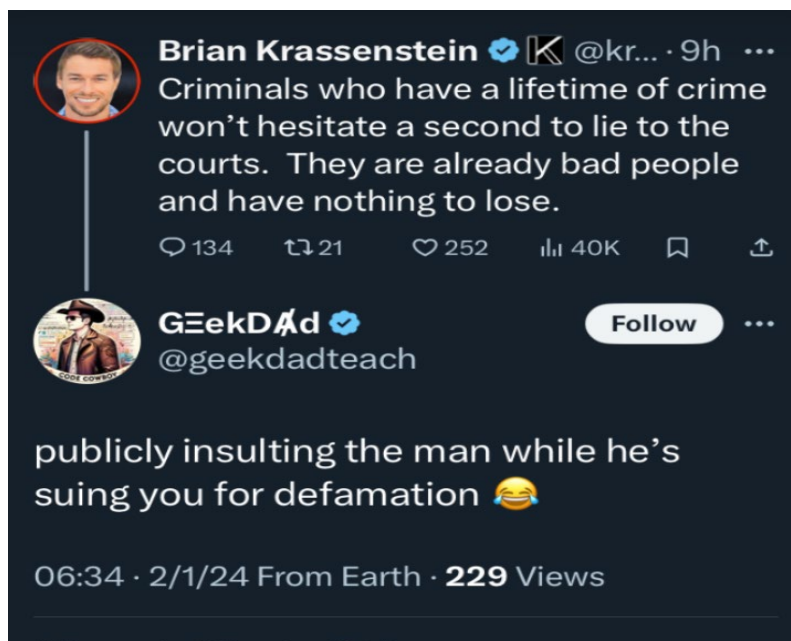 Brian Krassenstein K @kr... · 9h ...
Criminals who have a lifetime of crime
won’t hesitate a second to lie to the
courts.  They are already bad people
and have nothing to lose.
134 21 252 40K
GΞekDȺd
Follow ...
@geekdadteach
CODE COWBOY
publicly insulting the man while he’s
suing you for defamation 😂
06:34 · 2/1/24 From Earth · 229 Views